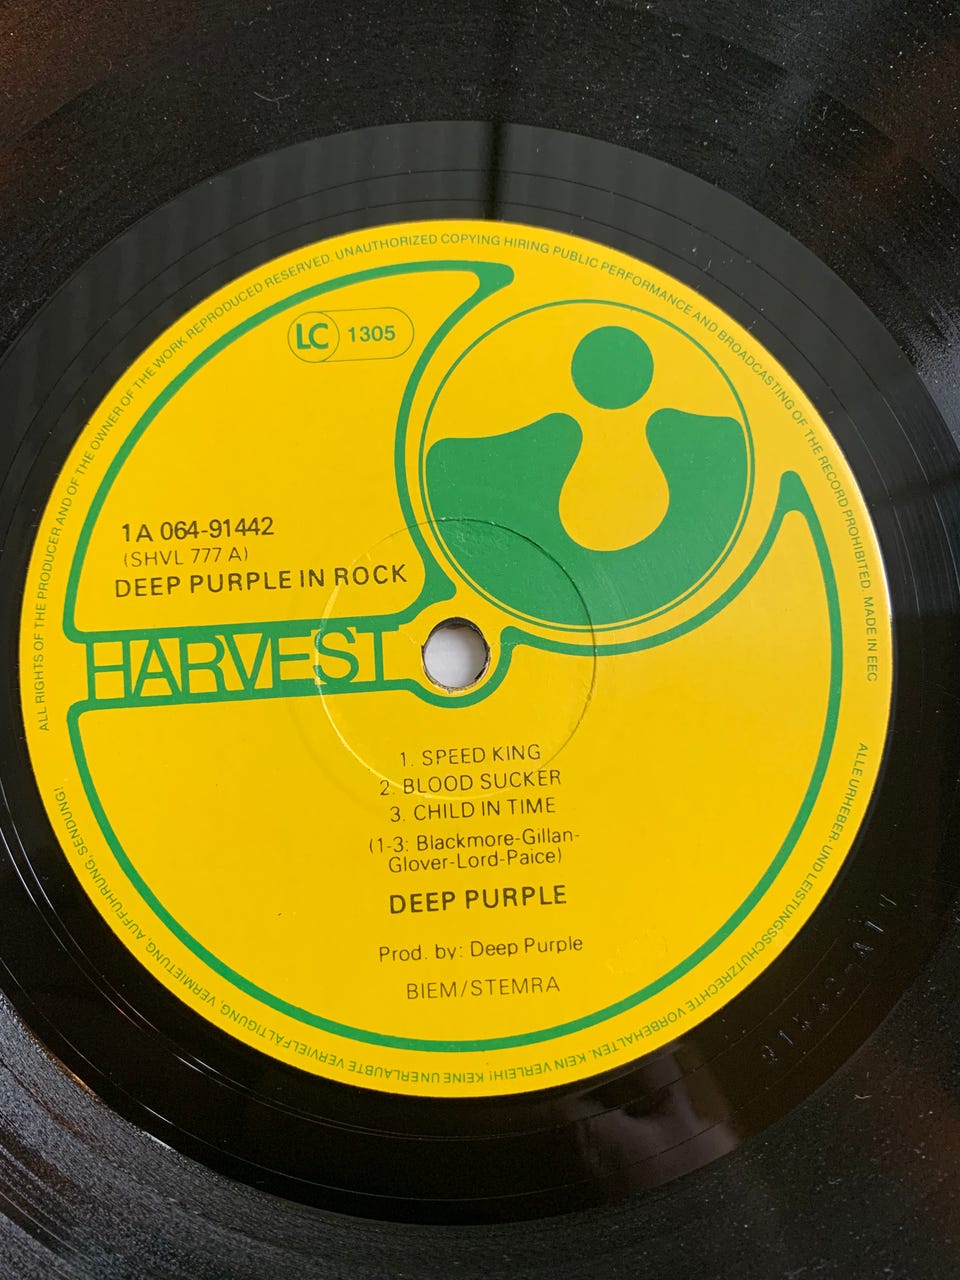 ALL RIGHTS OF THE PRODUCER AND OF THE OWNER OF THE WORK REPRODUCED RESERVED. UNAUTHORIZED COPYING HIRING PUBLIC PERFORMANCE AND BROADCASTING OF THE RECORD PROHIBITED. MADE IN EEC
LC 1305
1A 064-91442
(SHVL 777 A)
DEEP PURPLE IN ROCK
HARVEST
1. SPEED KING
2. BLOOD SUCKER
3. CHILD IN TIME
(1-3: Blackmore-Gillan-
Glover-Lord-Paice)
DEEP PURPLE
Prod. by: Deep Purple
BIEM/STEMRA
ALLE URHEBER- UND LEISTUNGSSCHUTZRECHTE VORBEHALTEN. KEIN VERLEIH! KEINE UNERLAUBTE VERVIELFÄLTIGUNG, VERMIETUNG, AUFFÜHRUNG, SENDUNG!